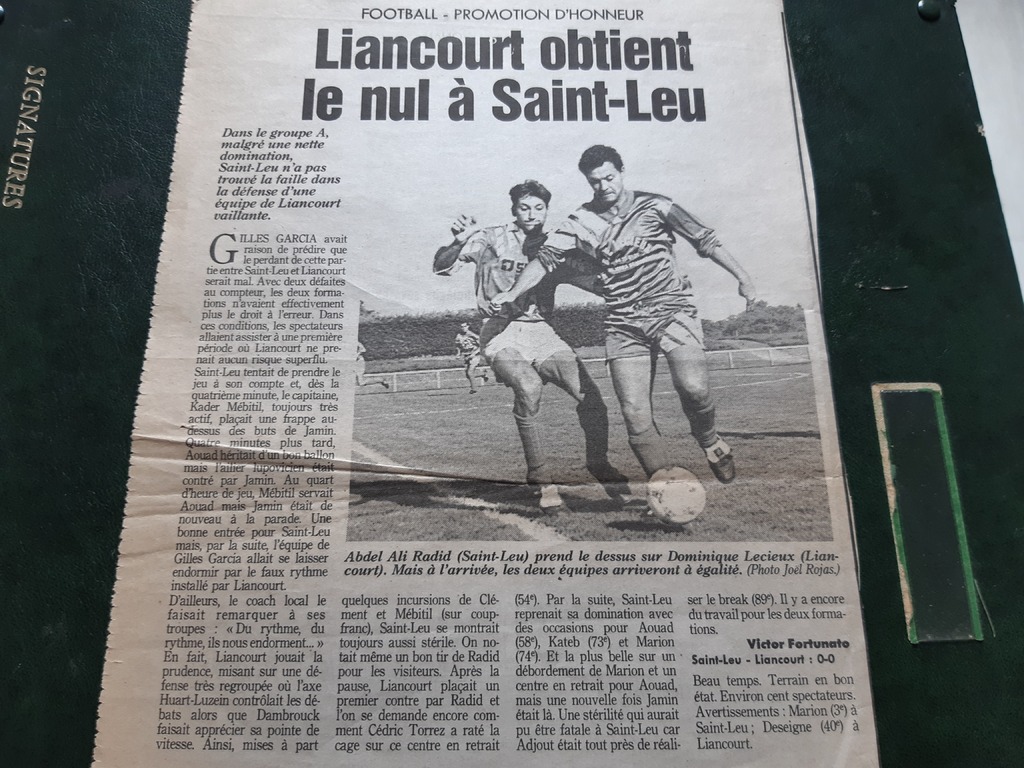 SIGNATURES
FOOTBALL - PROMOTION D'HONNEUR
Liancourt obtient
le nul à Saint-Leu
Dans le groupe A,
malgré une nette
domination,
Saint-Leu n'a pas
trouvé la faille dans
la défense d'une
équipe de Liancourt
vaillante.
GILLES GARCIA avait
raison de prédire que
le perdant de cette par-
tie entre Saint-Leu et Liancourt
serait mal. Avec deux défaites
au compteur, les deux forma-
tions n'avaient effectivement
plus le droit à l'erreur. Dans
ces conditions, les spectateurs
allaient assister à une première
période où Liancourt ne pre-
nait aucun risque superflu.
Saint-Leu tentait de prendre le
jeu à son compte et, dès la
quatrième minute, le capitaine,
Kader Mébitil, toujours très
actif, plaçait une frappe au-
dessus des buts de Jamin.
Quatre minutes plus tard,
Aouad héritait d'un bon ballon
mais l'ailier lupovicien était
contré par Jamin. Au quart
d'heure de jeu, Mébitil servait
Aouad mais Jamin était de
nouveau à la parade. Une
bonne entrée pour Saint-Leu
mais, par la suite, l'équipe de
Gilles Garcia allait se laisser
endormir par le faux rythme
installé par Liancourt.
D'ailleurs, le coach local le
faisait remarquer à ses
troupes : « Du rythme, du
rythme, ils nous endorment... »
En fait, Liancourt jouait la
prudence, misant sur une dé-
fense très regroupée où l'axe
Huart-Luzein contrôlait les dé-
bats alors que Dambrouck
faisait apprécier sa pointe de
vitesse. Ainsi, mises à part
Abdel Ali Radid (Saint-Leu) prend le dessus sur Dominique Lecieux (Lian-
court). Mais à l'arrivée, les deux équipes arriveront à égalité. (Photo Joël Rojas.)
quelques incursions de Clé-
ment et Mébitil (sur coup-
franc), Saint-Leu se montrait
toujours aussi stérile. On no-
tait même un bon tir de Radid
pour les visiteurs. Après la
pause, Liancourt plaçait un
premier contre par Radid et
l'on se demande encore com-
ment Cédric Torrez a raté la
cage sur ce centre en retrait
(54e). Par la suite, Saint-Leu
reprenait sa domination avec
des occasions pour Aouad
(58e), Kateb (73e) et Marion
(74e). Et la plus belle sur un
débordement de Marion et un
centre en retrait pour Aouad,
mais une nouvelle fois Jamin
était là. Une stérilité qui aurait
pu être fatale à Saint-Leu car
Adjout était tout près de réali-
ser le break (89e). Il y a encore
du travail pour les deux forma-
tions.
Victor Fortunato
Saint-Leu - Liancourt : 0-0
Beau temps. Terrain en bon
état. Environ cent spectateurs.
Avertissements : Marion (3e) à
Saint-Leu ; Deseigne (40e) à
Liancourt.